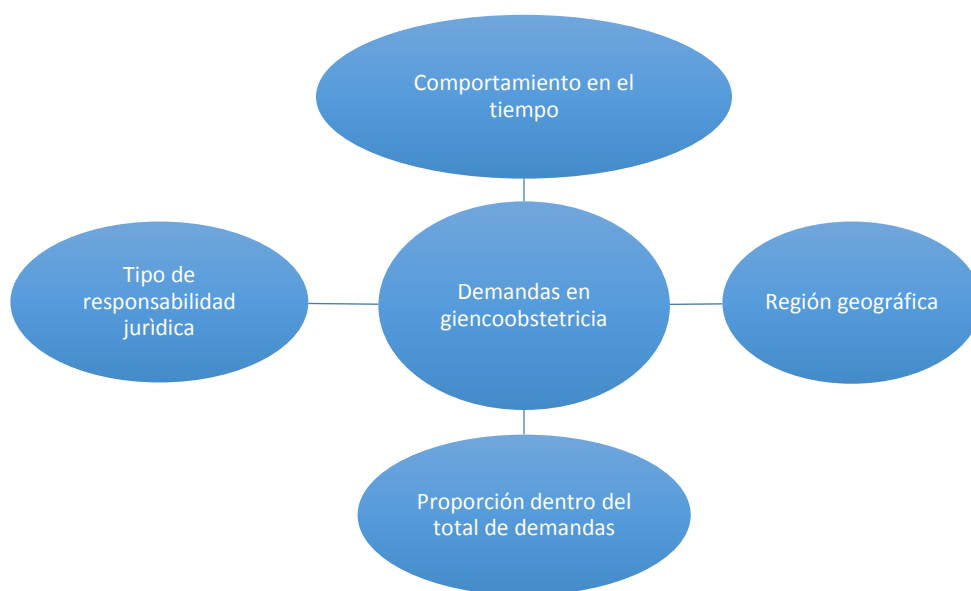 Comportamiento en el
tiempo
Tipo de
responsabilidad
jurìdica
Demandas en
giencoobstetricia
Región geográfica
Proporción dentro del
total de demandas